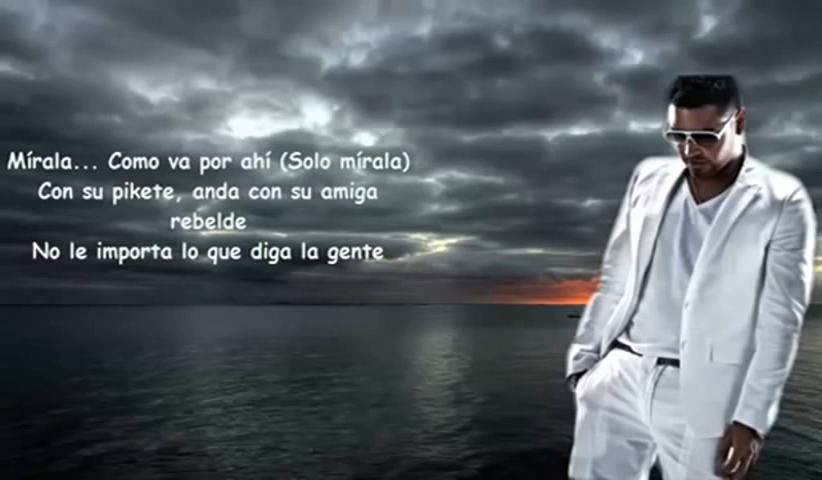 Mírala... Como va por ahí (Solo mírala)
Con su pikete, anda con su amiga
rebelde
No le importa lo que diga la gente